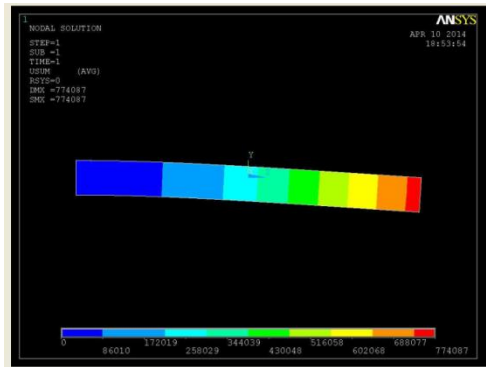 1
NODAL SOLUTION
STEP=1
SUB =1
TIME=1
USUM (AVG)
RSYS=0
DMX =774087
SMX =774087
ANSYS
APR 10 2014
18:53:54
Y
0 172019 344039 516058 688077
86010 258029 430048 602068 774087